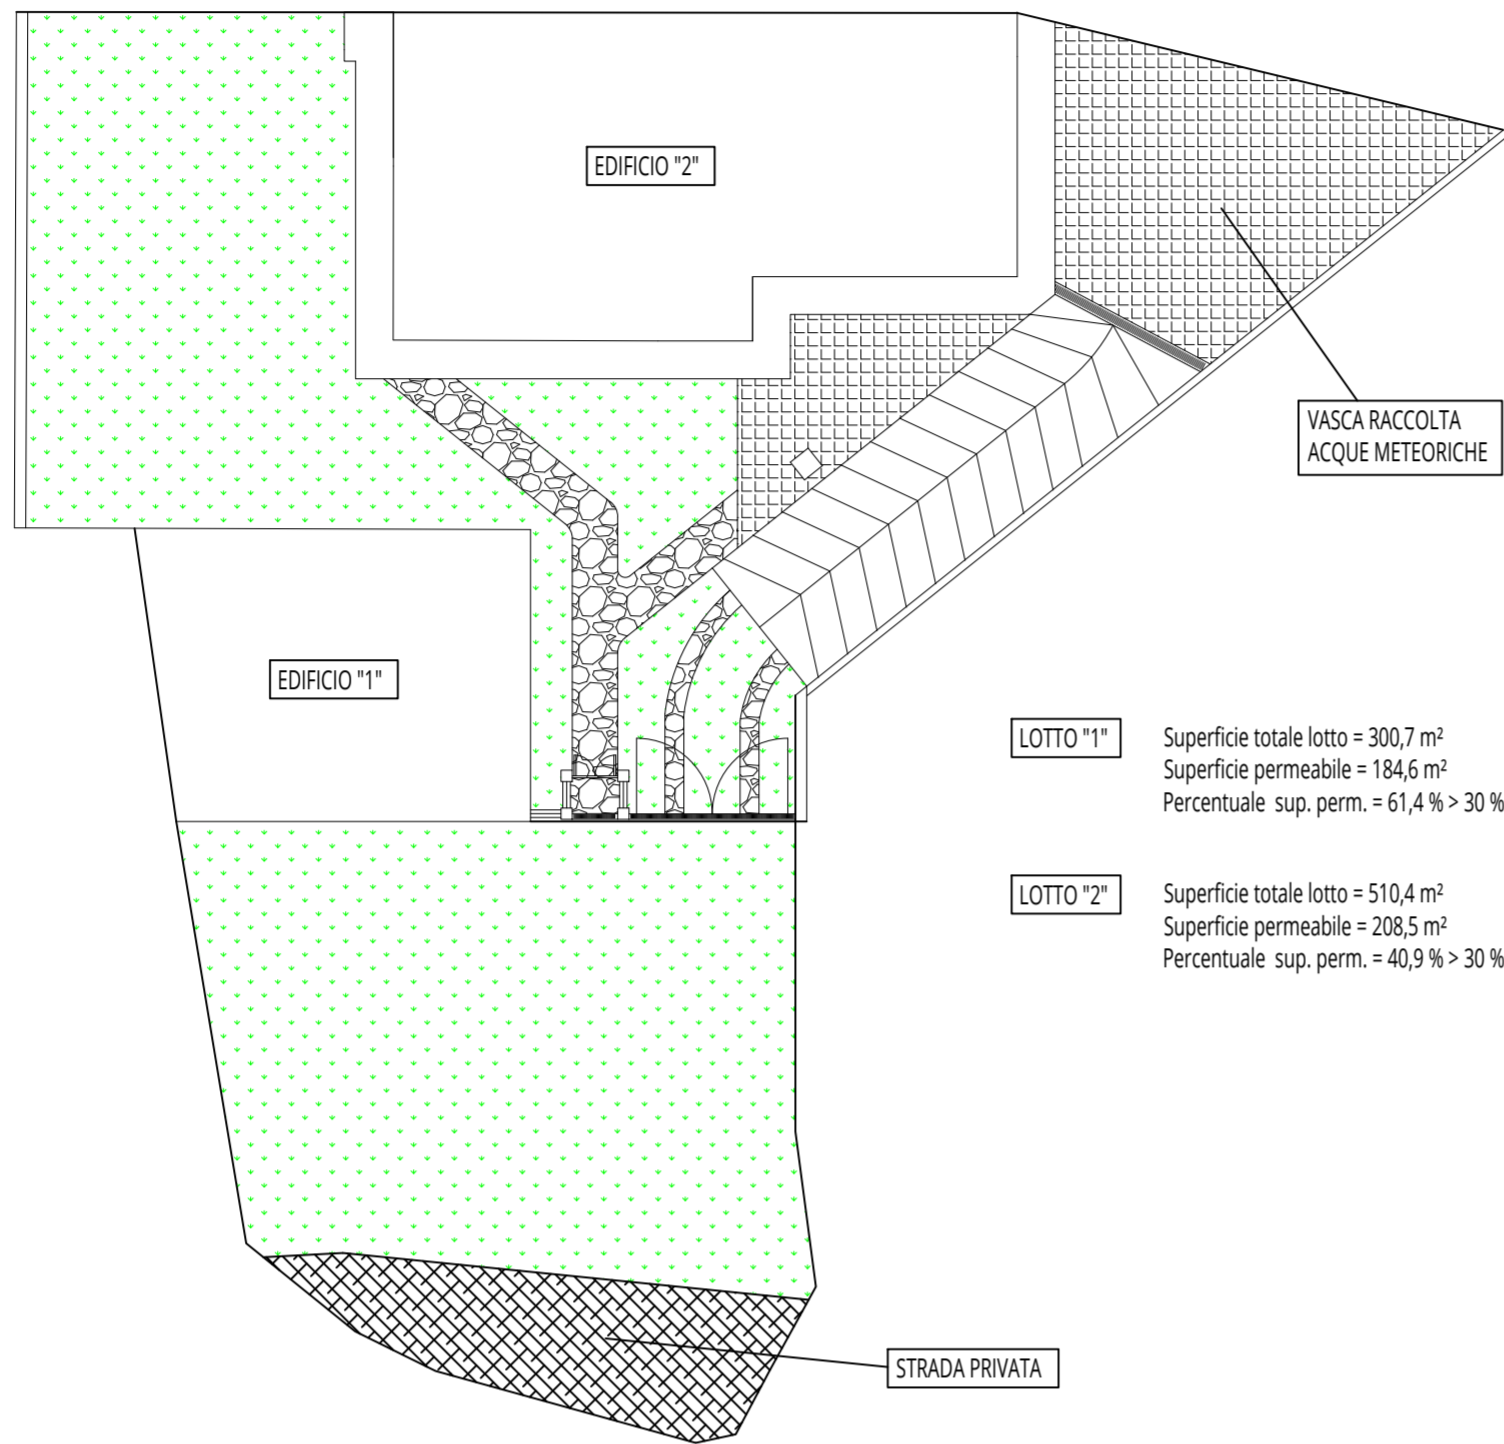 EDIFICIO "2"
VASCA RACCOLTA
ACQUE METEORICHE
EDIFICIO "1"
LOTTO "1"
Superficie totale lotto = 300,7 m²
Superficie permeabile = 184,6 m²
Percentuale sup. perm. = 61,4 % > 30 %
LOTTO "2"
Superficie totale lotto = 510,4 m²
Superficie permeabile = 208,5 m²
Percentuale sup. perm. = 40,9 % > 30 %
STRADA PRIVATA